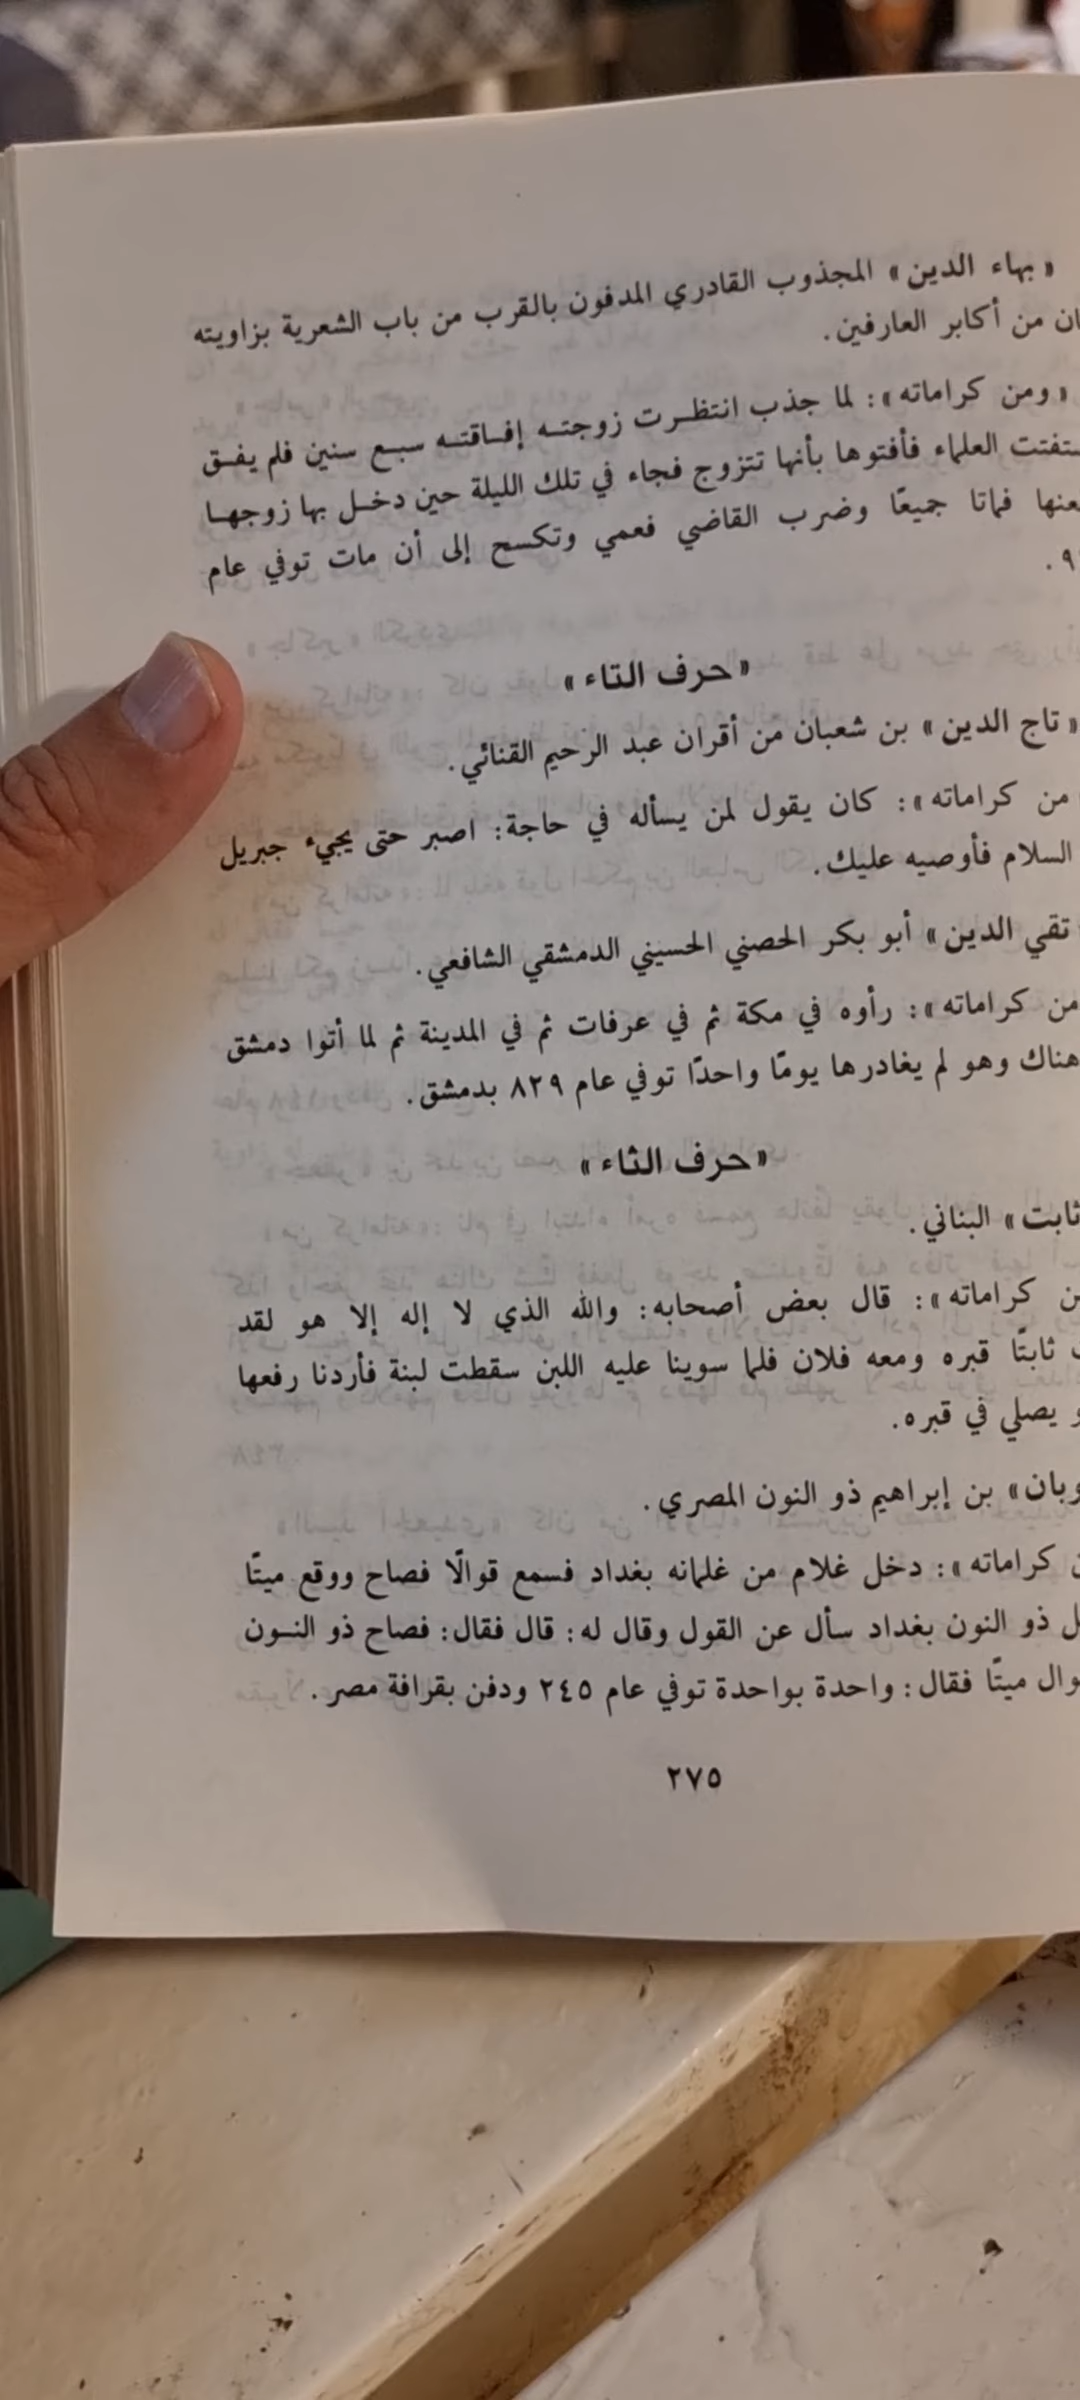 « بهاء الدين » المجذوب القادري المدفون بالقرب من باب الشعرية بزاويته
من أكابر العارفين.
« ومن كراماته »: لما جذب انتظرت زوجته إفاقته سبع سنين فلم يفق
العلماء فأفتوها بأنها تتزوج فجاء في تلك الليلة حين دخل بها زوجها
فماتا جميعًا وضرب القاضي فعمي وتكسح إلى أن مات توفي عام
« حرف التاء »
« تاج الدين » بن شعبان من أقران عبد الرحيم القنائي.
من كراماته »: كان يقول لمن يسأله في حاجة: اصبر حتى يجيء جبريل
السلام فأوصيه عليك.
تقي الدين » أبو بكر الحصني الحسيني الدمشقي الشافعي.
من كراماته »: رأوه في مكة ثم في عرفات ثم في المدينة ثم لما أتوا دمشق
هناك وهو لم يغادرها يومًا واحدًا توفي عام ٨٢٩ بدمشق.
« حرف الثاء »
ثابت » البناني.
كراماته »: قال بعض أصحابه: والله الذي لا إله إلا هو لقد
ثابتًا قبره ومعه فلان فلما سوينا عليه اللبن سقطت لبنة فأردنا رفعها
يصلي في قبره.
بن إبراهيم ذو النون المصري.
كراماته »: دخل غلام من غلمانه بغداد فسمع قوالًا فصاح ووقع ميتًا
ذو النون بغداد سأل عن القول وقال له: قال فقال: فصاح ذو النون
ميتًا فقال: واحدة بواحدة توفي عام ٢٤٥ ودفن بقرافة مصر.
٢٧٥